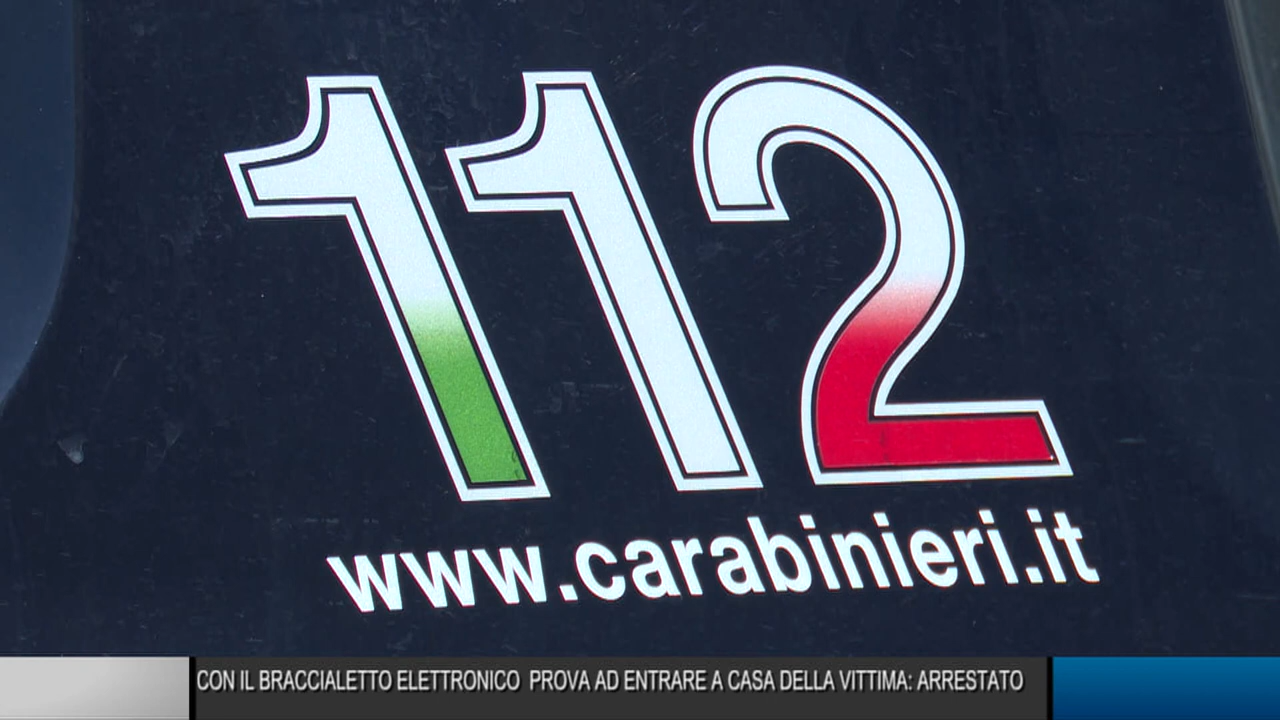 112
www.carabinieri.it
CON IL BRACCIALETTO ELETTRONICO PROVA AD ENTRARE A CASA DELLA VITTIMA: ARRESTATO